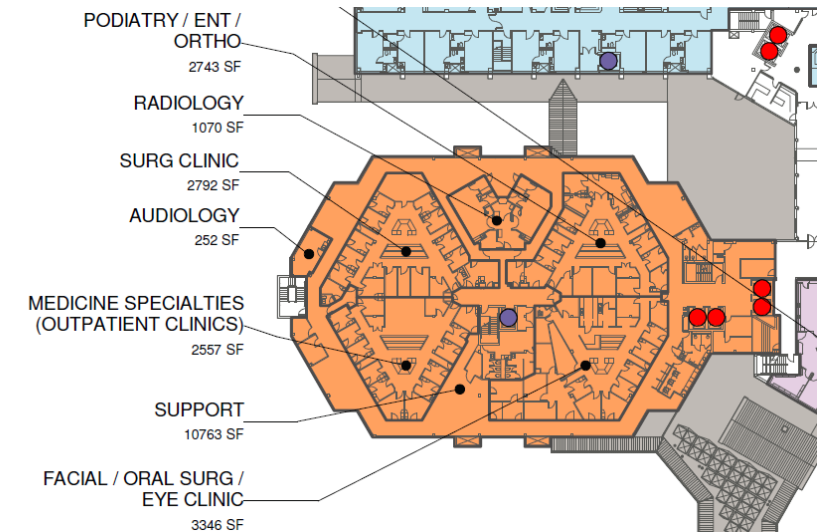 PODIATRY / ENT /
ORTHO
2743 SF
RADIOLOGY
1070 SF
SURG CLINIC
2792 SF
AUDIOLOGY
252 SF
MEDICINE SPECIALTIES
(OUTPATIENT CLINICS)
2557 SF
SUPPORT
10763 SF
FACIAL / ORAL SURG /
EYE CLINIC
3346 SF